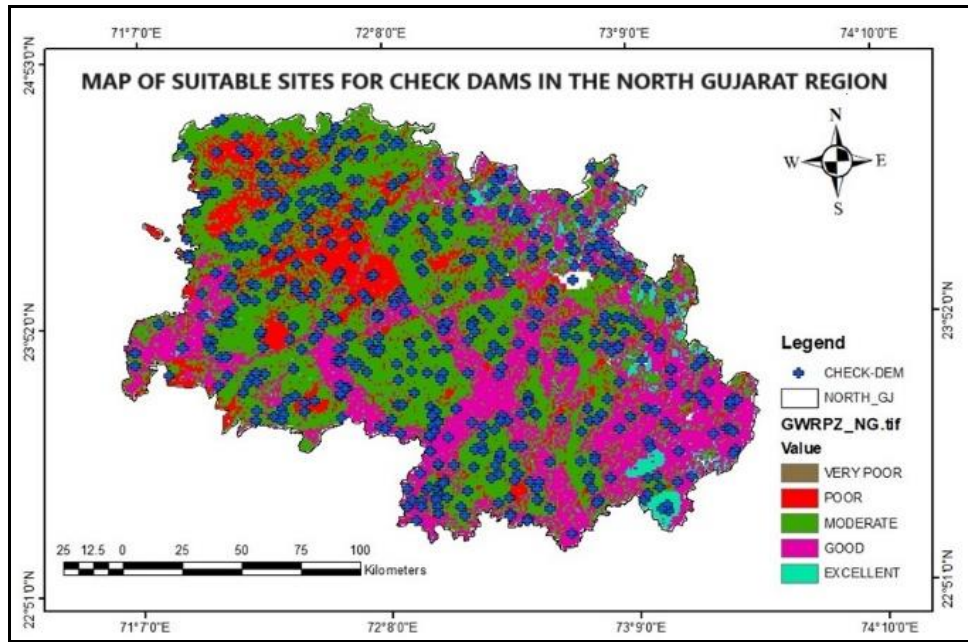 71°7'0"E 72°8'0"E 73°9'0"E 74°10'0"E
24°53'0"N
MAP OF SUITABLE SITES FOR CHECK DAMS IN THE NORTH GUJARAT REGION
N
W E
S
23°52'0"N
23°52'0"N
Legend
CHECK-DEM
NORTH_GJ
GWRPZ_NG.tif
Value
VERY POOR
POOR
MODERATE
GOOD
EXCELLENT
25 12.5 0 25 50 75 100
Kilometers
22°51'0"N
22°51'0"N
71°7'0"E 72°8'0"E 73°9'0"E 74°10'0"E